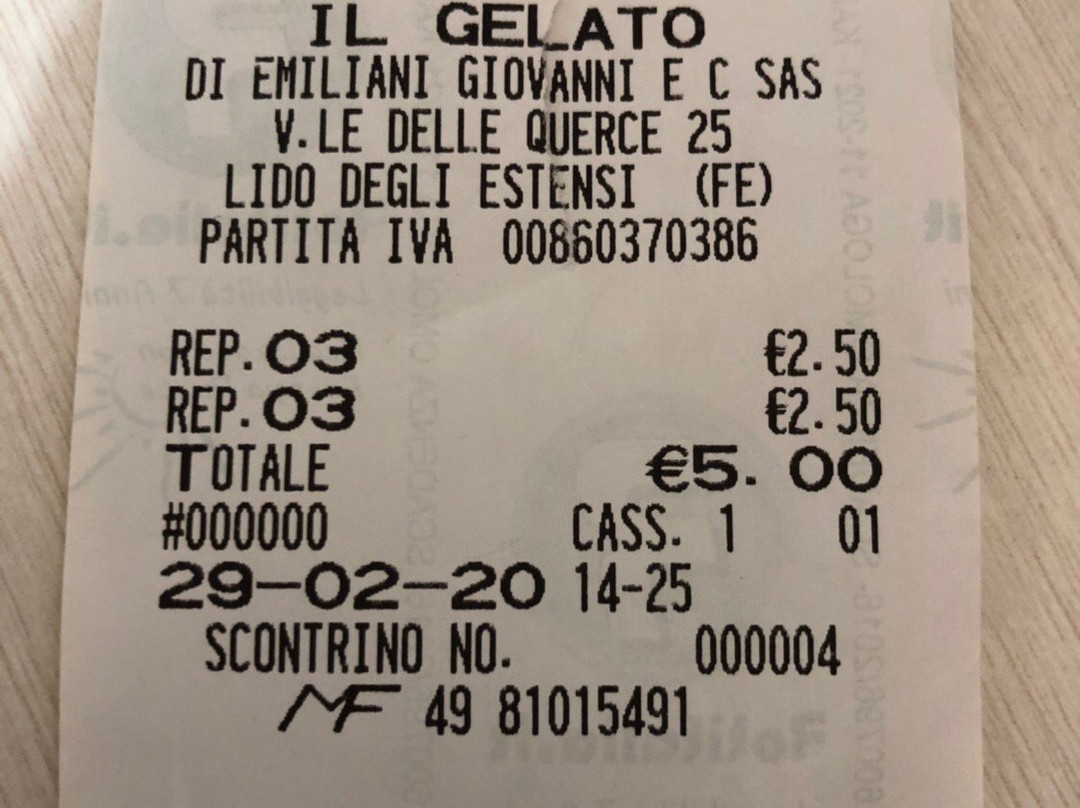 IL GELATO
DI EMILIANI GIOVANNI E C SAS
V.LE DELLE QUERCE 25
LIDO DEGLI ESTENSI (FE)
PARTITA IVA 00860370386
REP. 03 €2.50
REP. 03 €2.50
TOTALE €5.00
#000000 CASS. 1 01
29-02-20 14-25
SCONTRINO NO. 000004
MF 49 81015491